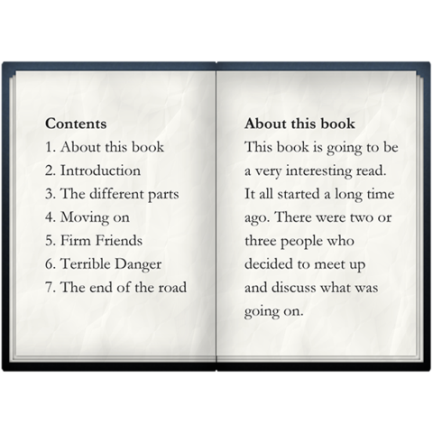 Contents
1. About this book
2. Introduction
3. The different parts
4. Moving on
5. Firm Friends
6. Terrible Danger
7. The end of the road
About this book
This book is going to be
a very interesting read.
It all started a long time
ago. There were two or
three people who
decided to meet up
and discuss what was
going on.